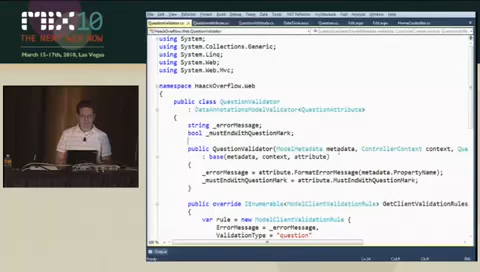 mix10
THE NEXT WEB NOW
March 15-17, 2010, Las Vegas
using System;
using System.Collections.Generic;
using System.Linq;
using System.Web;
using System.Web.Mvc;
namespace HaackOverflow.Web
{
public class QuestionValidator
: DataAnnotationsModelValidator<QuestionAttribute>
{
string _errorMessage;
bool _mustEndWithQuestionMark;
public QuestionValidator(ModelMetadata metadata, ControllerContext context, Que
: base(metadata, context, attribute)
{
_errorMessage = attribute.FormatErrorMessage(metadata.PropertyName);
_mustEndWithQuestionMark = attribute.MustEndWithQuestionMark;
}
public override IEnumerable<ModelClientValidationRule> GetClientValidationRules
{
var rule = new ModelClientValidationRule {
ErrorMessage = _errorMessage,
ValidationType = "question"
Output